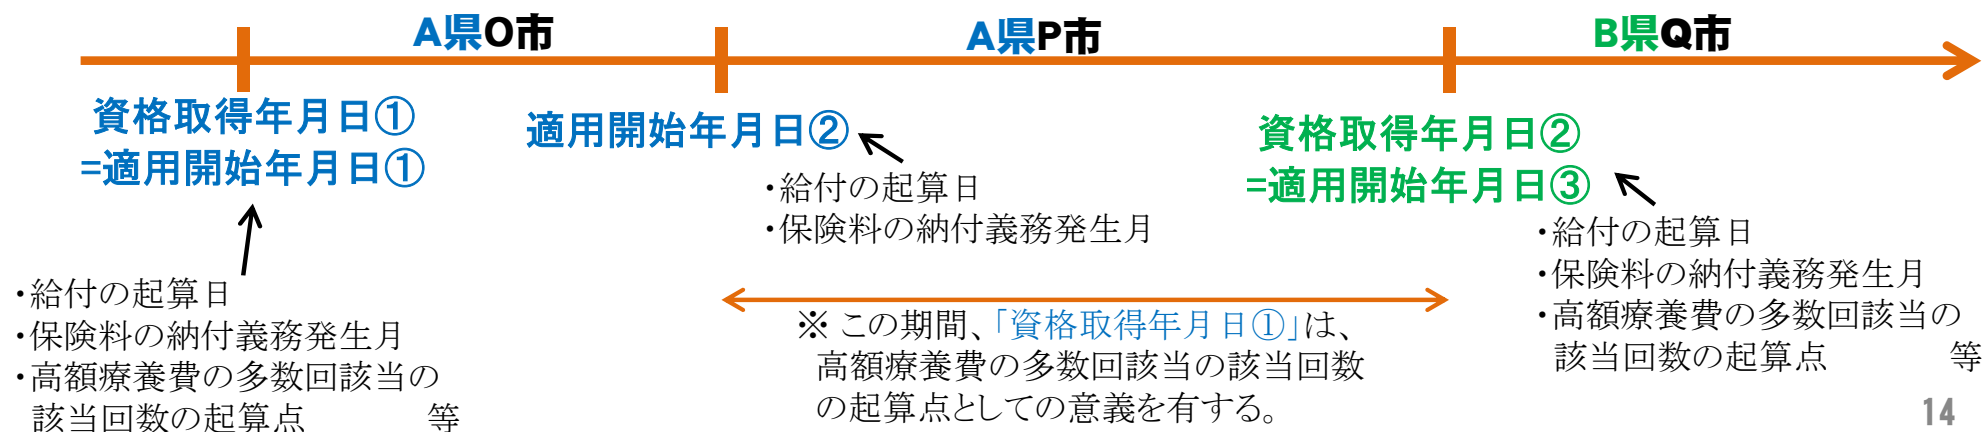 A県O市
A県P市
B県Q市
資格取得年月日①
=適用開始年月日①
・給付の起算日
・保険料の納付義務発生月
・高額療養費の多数回該当の
該当回数の起算点　　　等
適用開始年月日②
・給付の起算日
・保険料の納付義務発生月
※ この期間、「資格取得年月日①」は、
高額療養費の多数回該当の該当回数
の起算点としての意義を有する。
資格取得年月日②
=適用開始年月日③
・給付の起算日
・保険料の納付義務発生月
・高額療養費の多数回該当の
該当回数の起算点　　　等
14